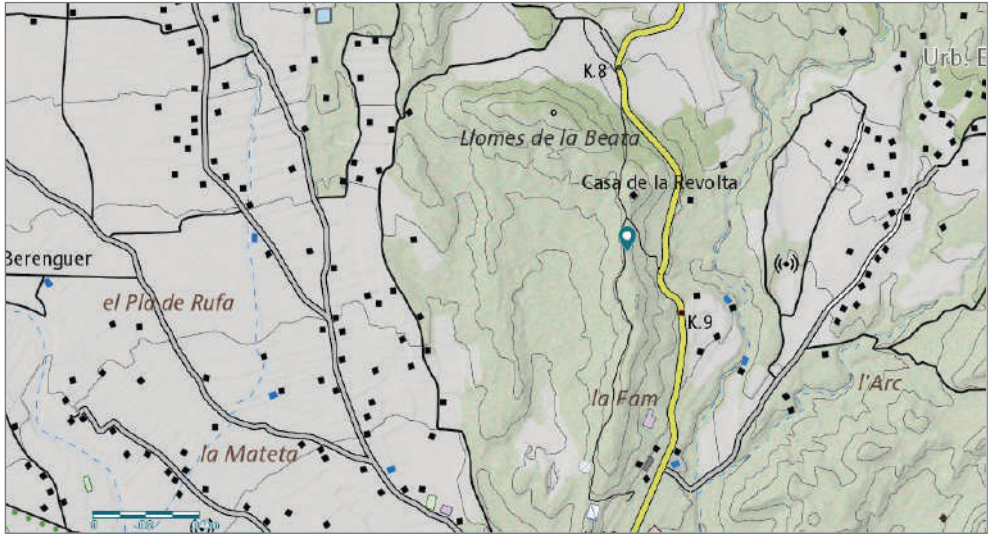 Urb. E
K.8
Llomes de la Beata
Casa de la Revolta
Berenguer
el Pla de Rufa
K.9
la Fam
l'Arc
la Mateta
0